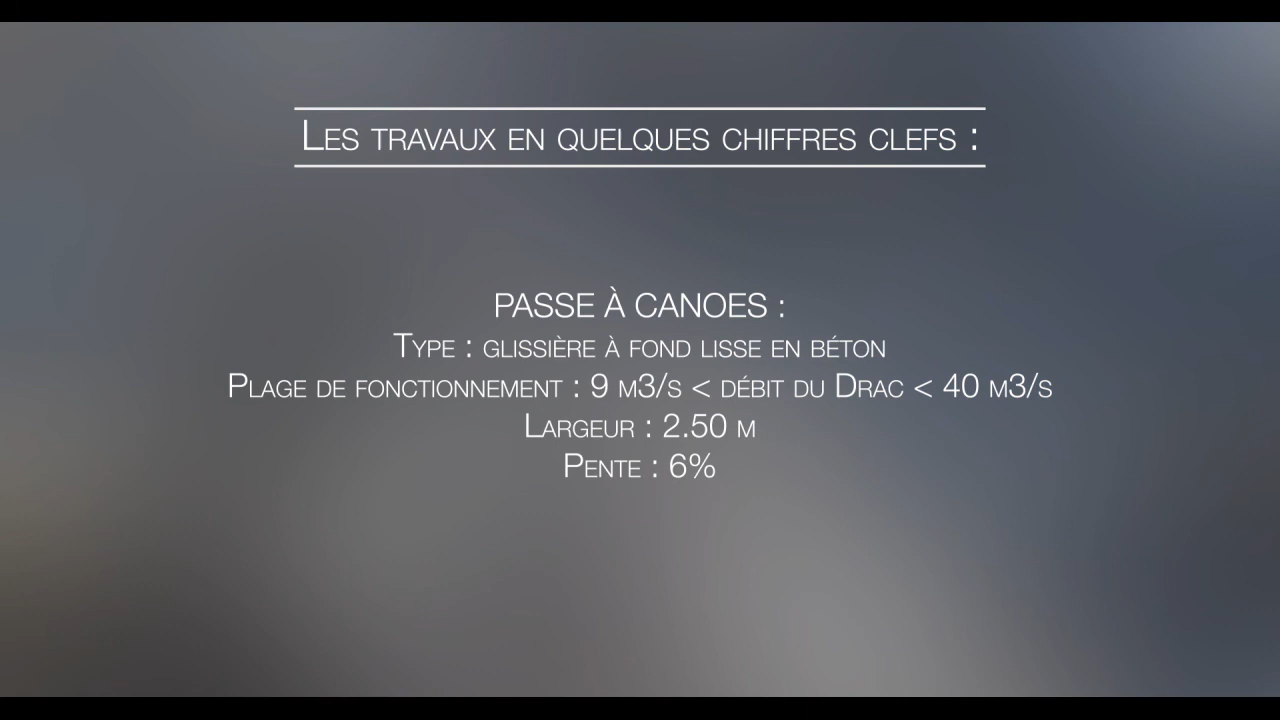 Les travaux en quelques chiffres clefs :
PASSE À CANOES :
Type : glissière à fond lisse en béton
Plage de fonctionnement : 9 m3/s < débit du Drac < 40 m3/s
Largeur : 2.50 m
Pente : 6%